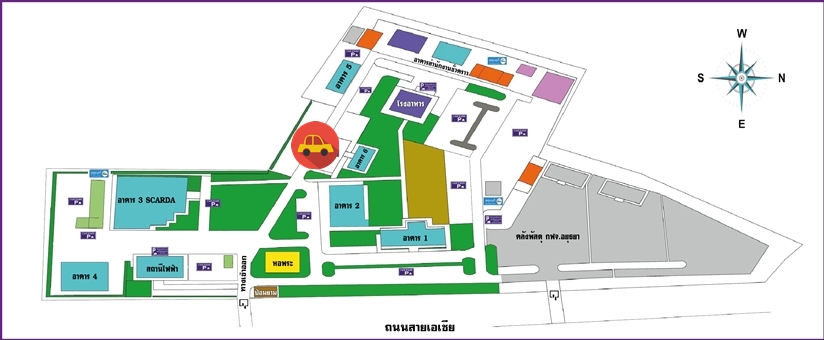 W
S
N
E
อาคารสำนักงานชั่วคราว
อาคาร 5
โรงอาหาร
อาคาร 6
อาคาร 3 SCARDA
อาคาร 2
อาคาร 1
คลังพัสดุ กฟจ.อยุธยา
อาคาร 4
สถานีไฟฟ้า
ทางเข้าออก
หอพระ
ป้อมยาม
ถนนสายเอเซีย